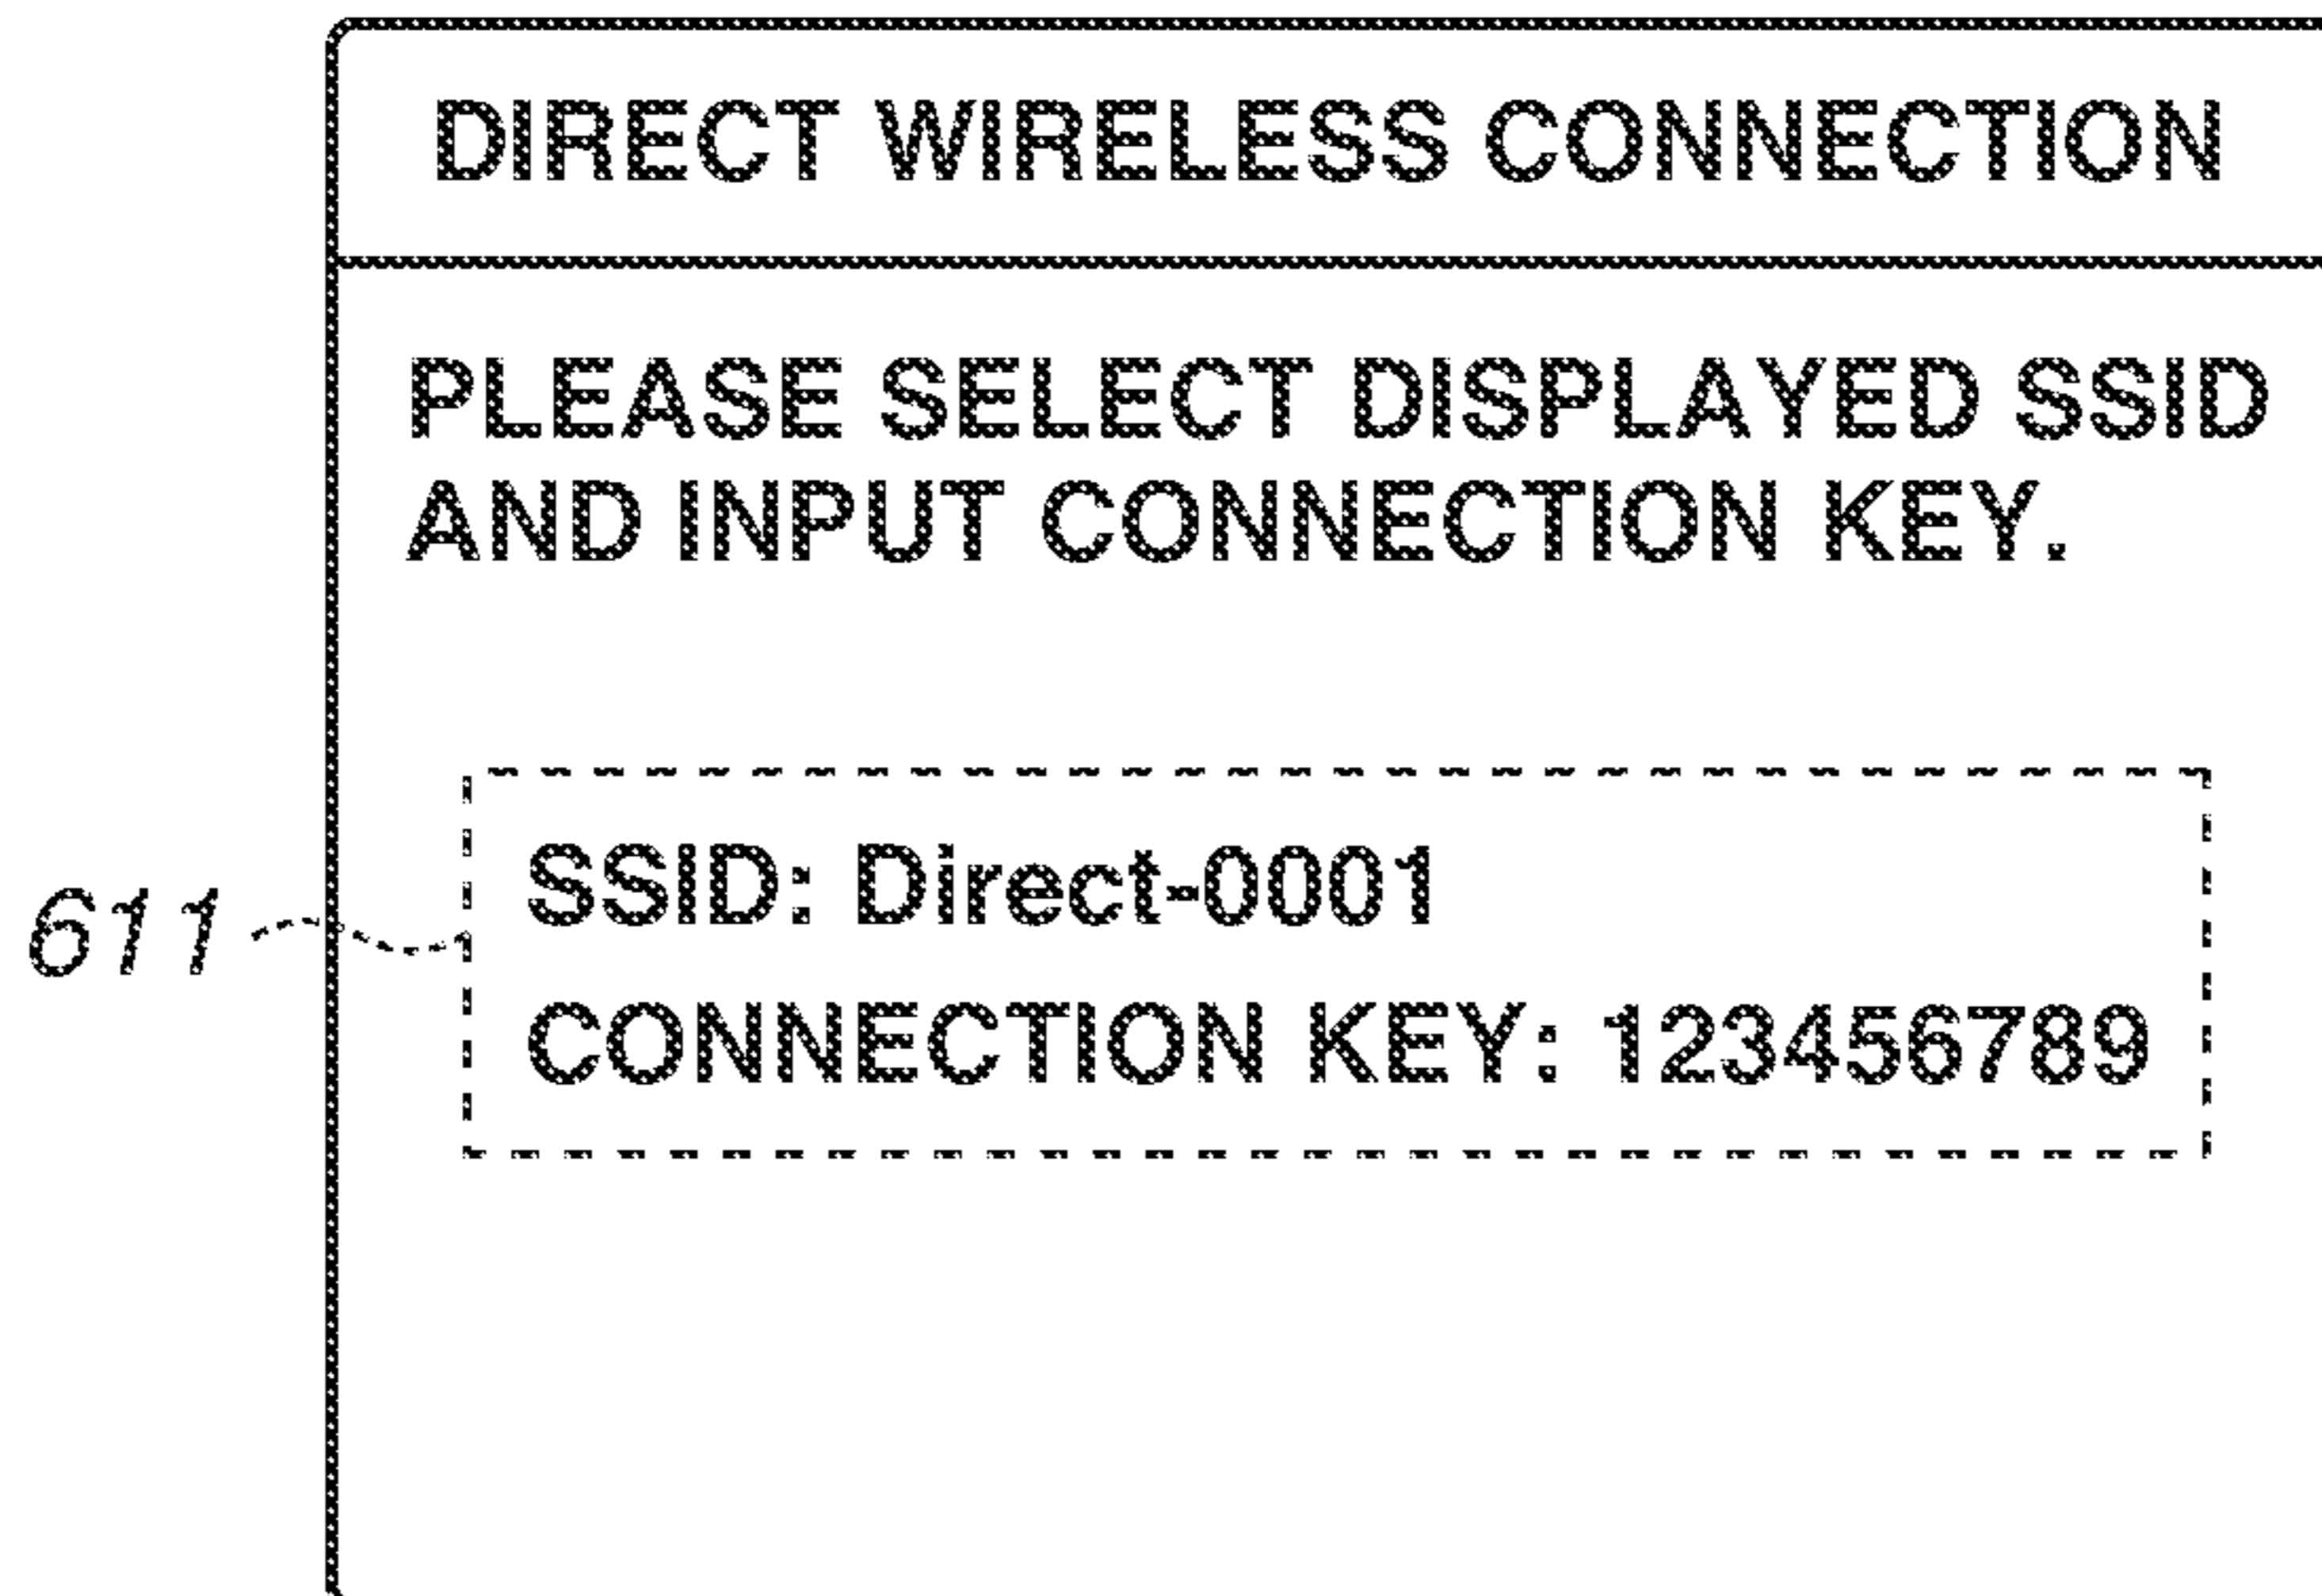 DIRECT WIRELESS CONNECTION
PLEASE SELECT DISPLAYED SSID
AND INPUT CONNECTION KEY.
SSID: Direct-0001
611
CONNECTION KEY: 123456789